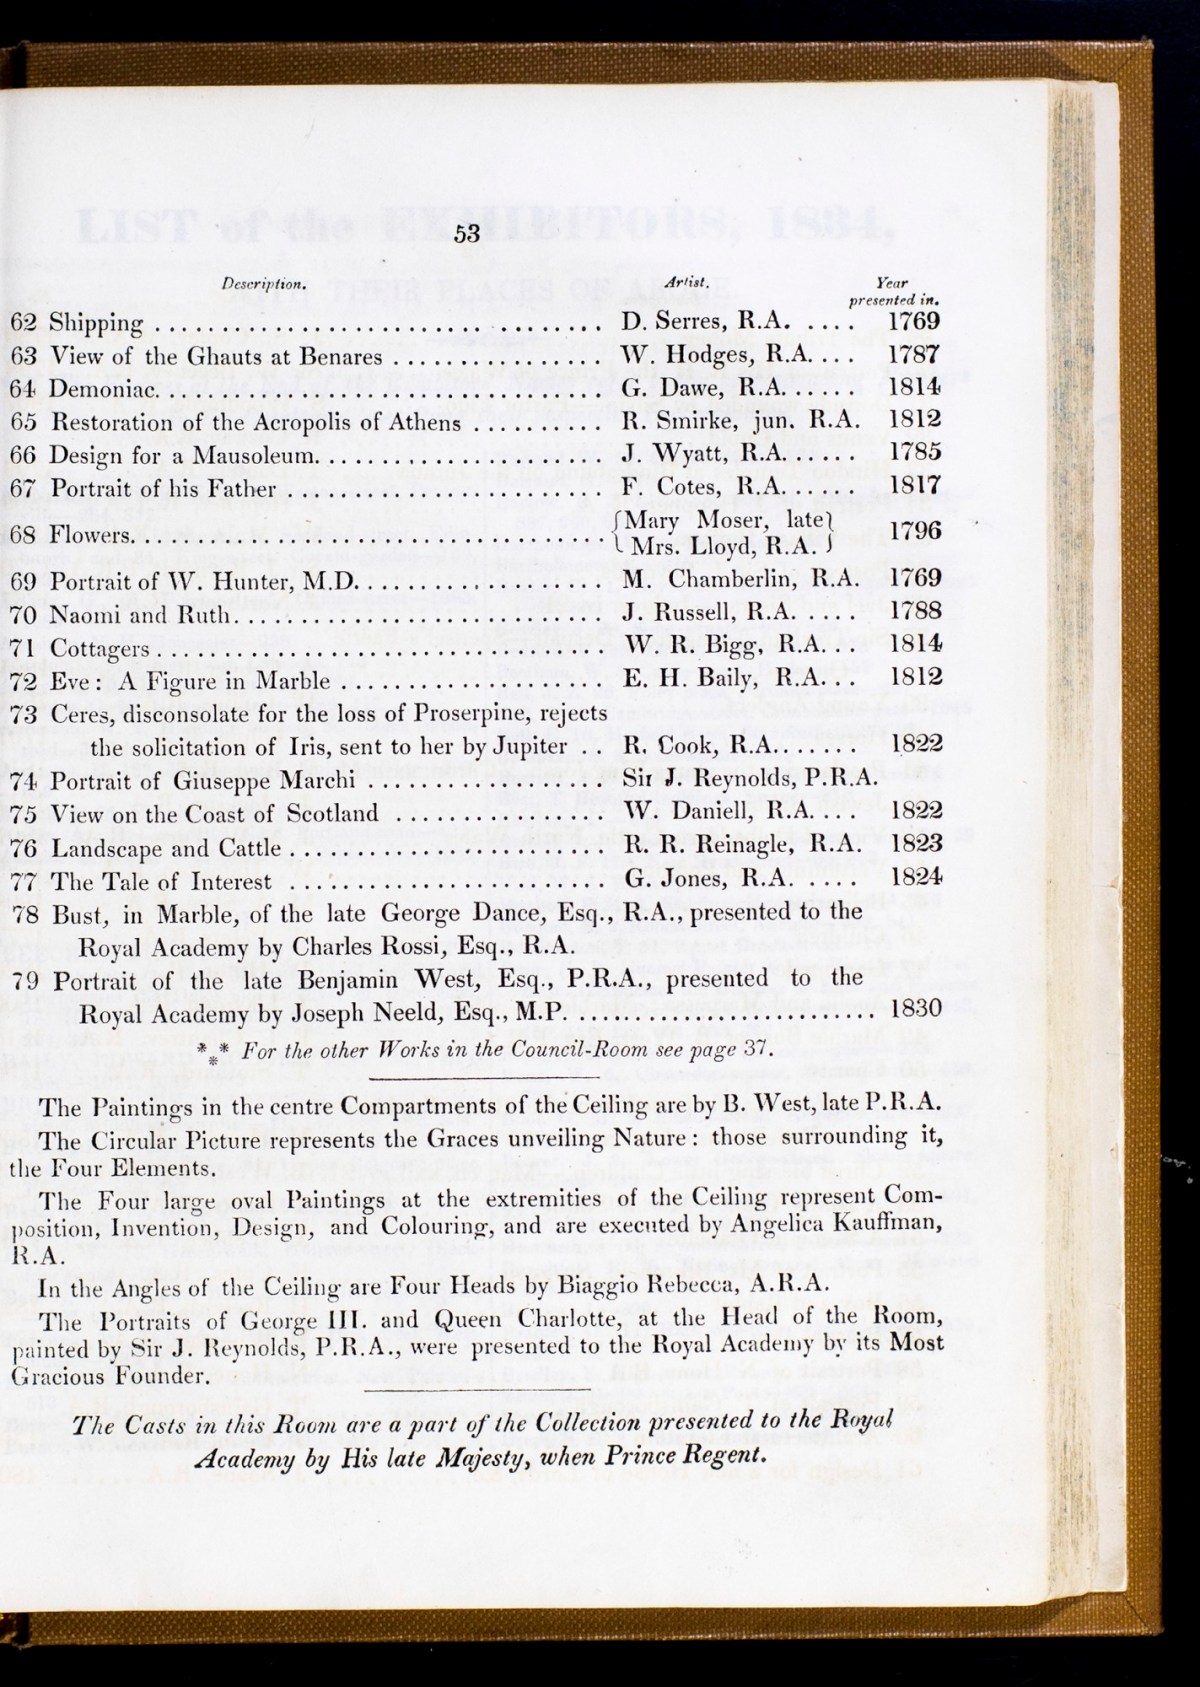 53
Description. Artist. Year
presented in.
62 Shipping .................................. D. Serres, R.A. .... 1769
63 View of the Ghauts at Benares ................ W. Hodges, R.A. ... 1787
64 Demoniac.................................. G. Dawe, R.A...... 1814
65 Restoration of the Acropolis of Athens .......... R. Smirke, jun. R.A. 1812
66 Design for a Mausoleum...................... J. Wyatt, R.A...... 1785
67 Portrait of his Father ........................ F. Cotes, R.A...... 1817
68 Flowers.................................... {Mary Moser, late} 1796
{Mrs. Lloyd, R.A.}
69 Portrait of W. Hunter, M.D................... M. Chamberlin, R.A. 1769
70 Naomi and Ruth............................ J. Russell, R.A. .... 1788
71 Cottagers .................................. W. R. Bigg, R.A... 1814
72 Eve: A Figure in Marble .................... E. H. Baily, R.A... 1812
73 Ceres, disconsolate for the loss of Proserpine, rejects
the solicitation of Iris, sent to her by Jupiter .. R. Cook, R.A....... 1822
74 Portrait of Giuseppe Marchi .................. Sir J. Reynolds, P.R.A.
75 View on the Coast of Scotland ................ W. Daniell, R.A. ... 1822
76 Landscape and Cattle ........................ R. R. Reinagle, R.A. 1823
77 The Tale of Interest ........................ G. Jones, R.A. .... 1824
78 Bust, in Marble, of the late George Dance, Esq., R.A., presented to the
Royal Academy by Charles Rossi, Esq., R.A.
79 Portrait of the late Benjamin West, Esq., P.R.A., presented to the
Royal Academy by Joseph Neeld, Esq., M.P. ........................ 1830
*** For the other Works in the Council-Room see page 37.
The Paintings in the centre Compartments of the Ceiling are by B. West, late P.R.A.
The Circular Picture represents the Graces unveiling Nature: those surrounding it,
the Four Elements.
The Four large oval Paintings at the extremities of the Ceiling represent Com-
position, Invention, Design, and Colouring, and are executed by Angelica Kauffman,
R.A.
In the Angles of the Ceiling are Four Heads by Biaggio Rebecca, A.R.A.
The Portraits of George III. and Queen Charlotte, at the Head of the Room,
painted by Sir J. Reynolds, P.R.A., were presented to the Royal Academy by its Most
Gracious Founder.
The Casts in this Room are a part of the Collection presented to the Royal
Academy by His late Majesty, when Prince Regent.